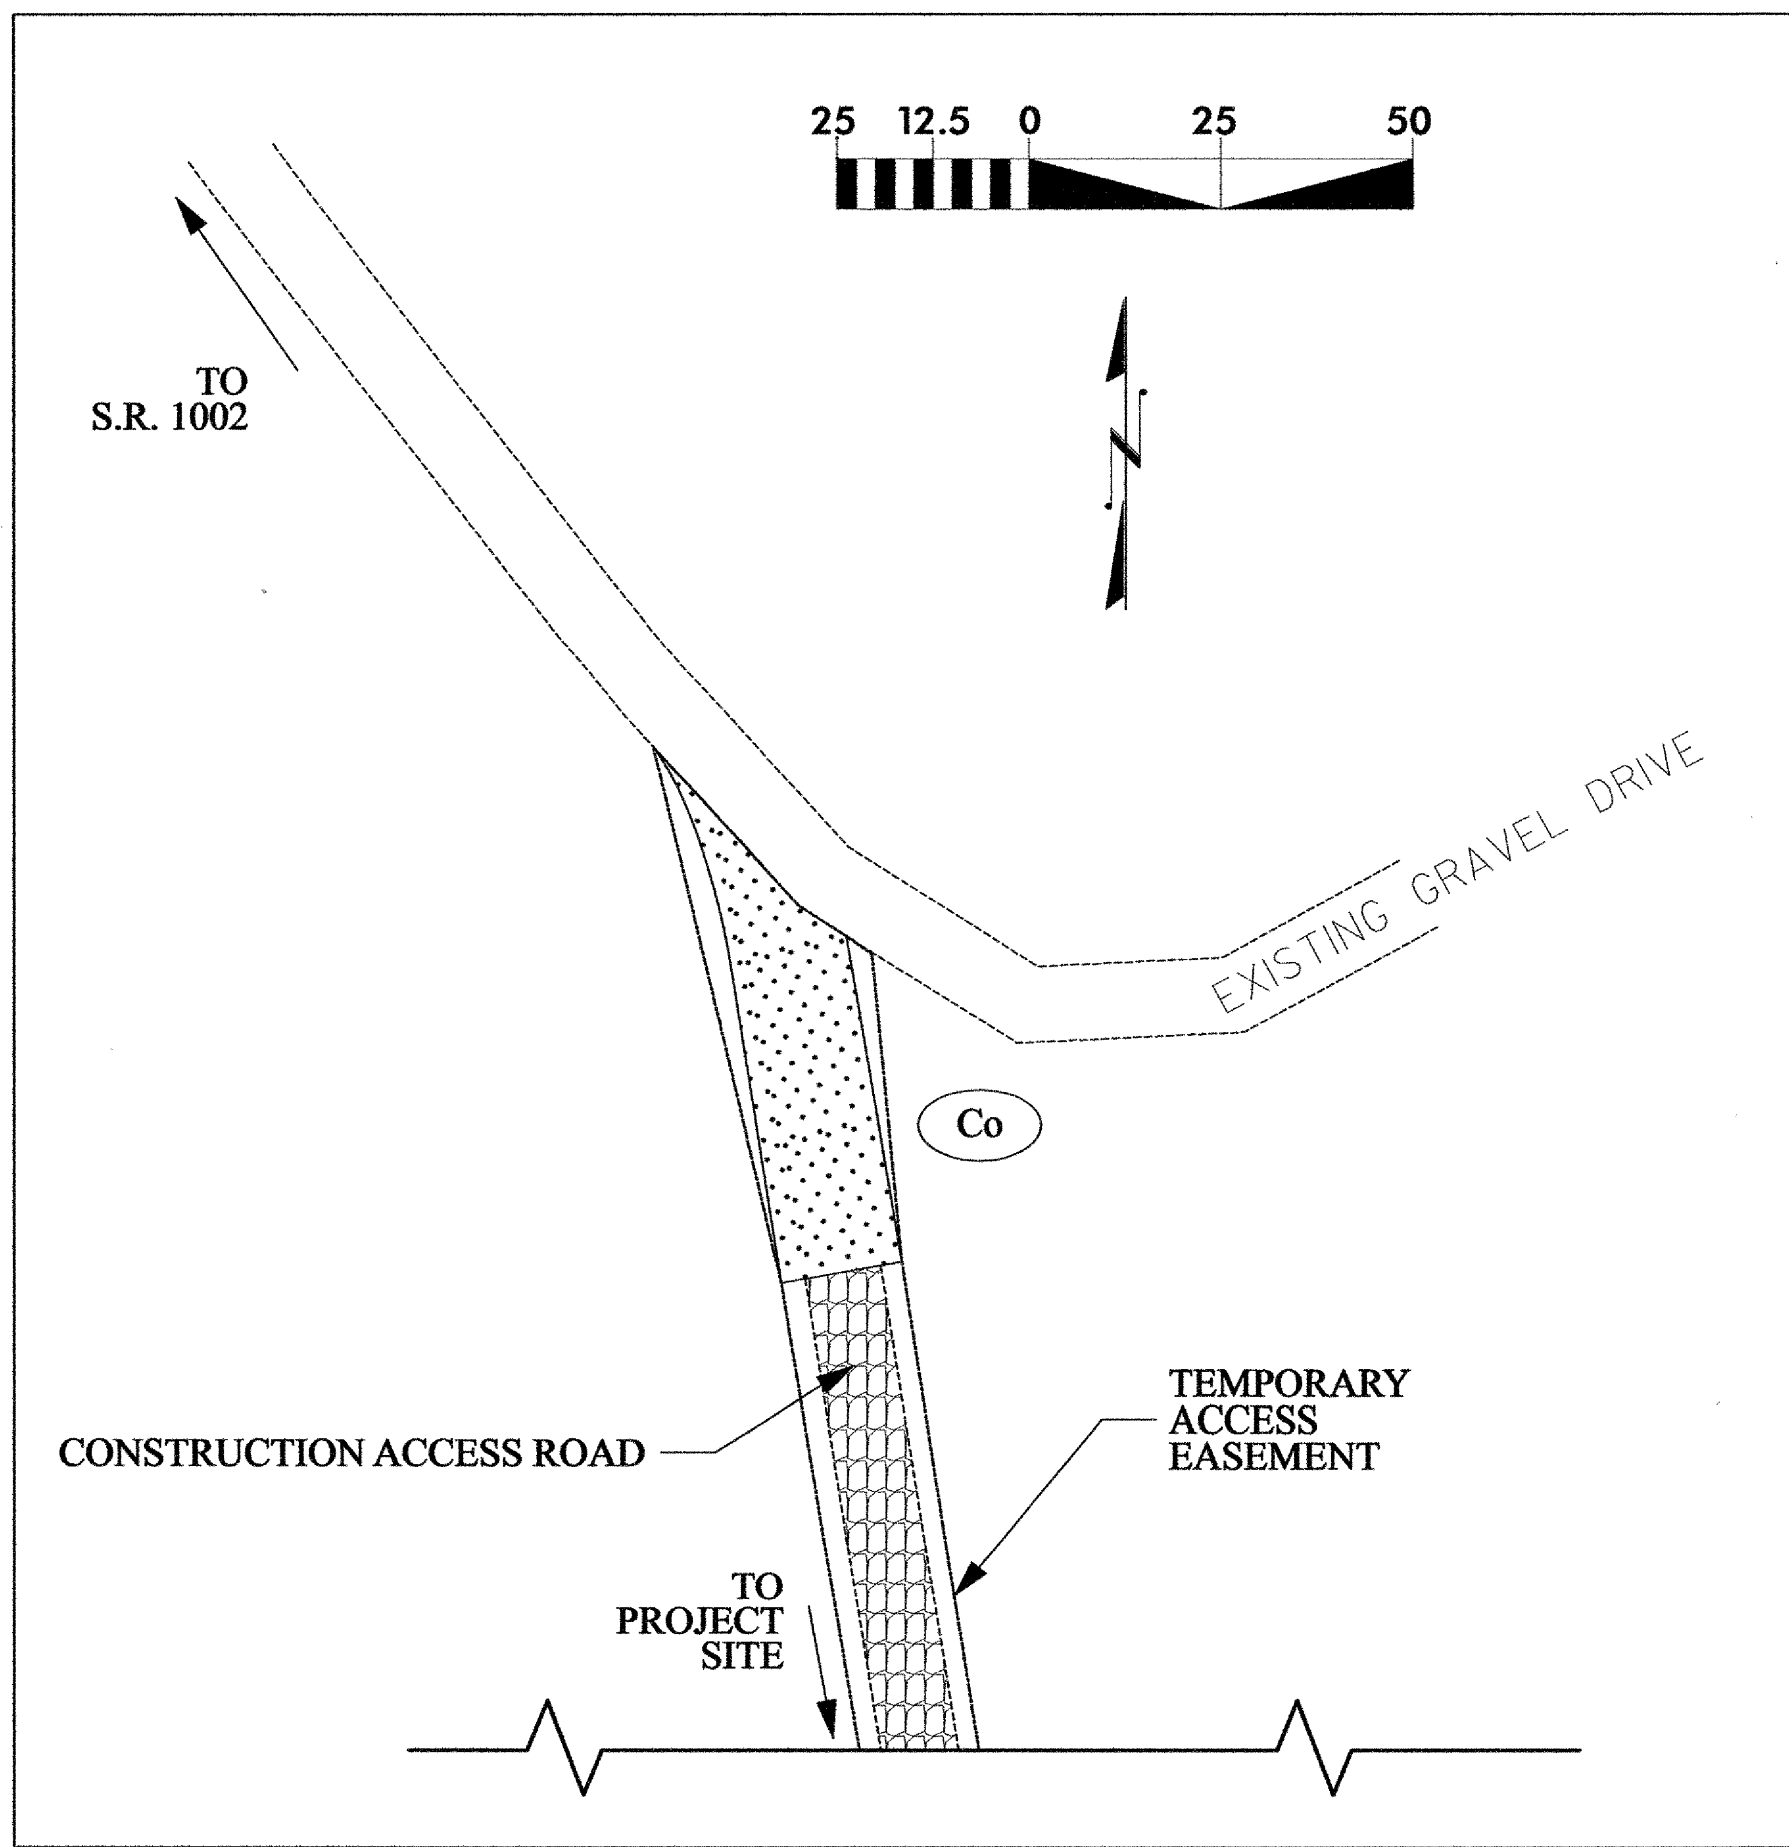 25 12.5 0 25 50
TO
S.R. 1002
EXISTING GRAVEL DRIVE
Co
TEMPORARY
ACCESS
EASEMENT
CONSTRUCTION ACCESS ROAD
TO
PROJECT
SITE